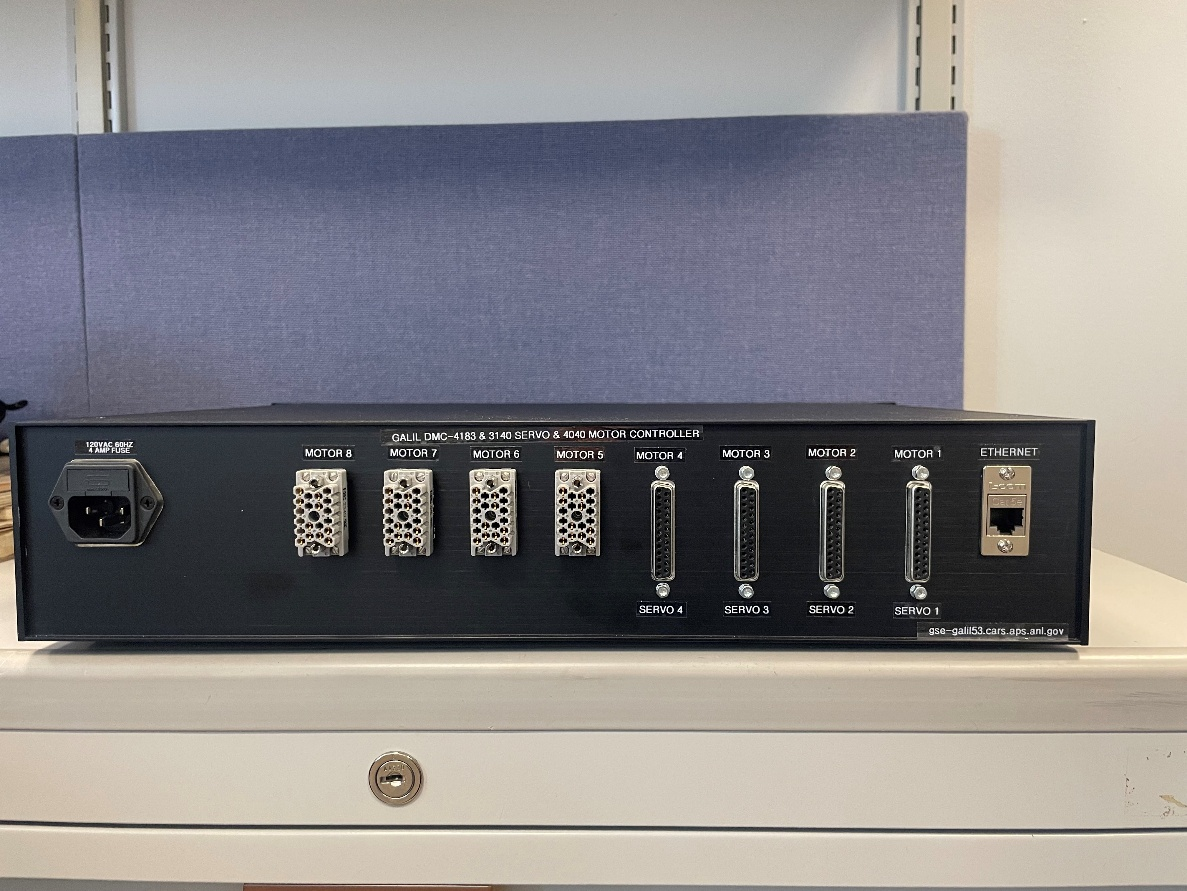 GALIL DMC-4183 & 3140 SERVO & 4040 MOTOR CONTROLLER
120VAC 60HZ
4 AMP FUSE
MOTOR 8
MOTOR 7
MOTOR 6
MOTOR 5
MOTOR 4
MOTOR 3
MOTOR 2
MOTOR 1
ETHERNET
Cat5e
SERVO 4
SERVO 3
SERVO 2
SERVO 1
gse-galil53.cars.aps.anl.gov